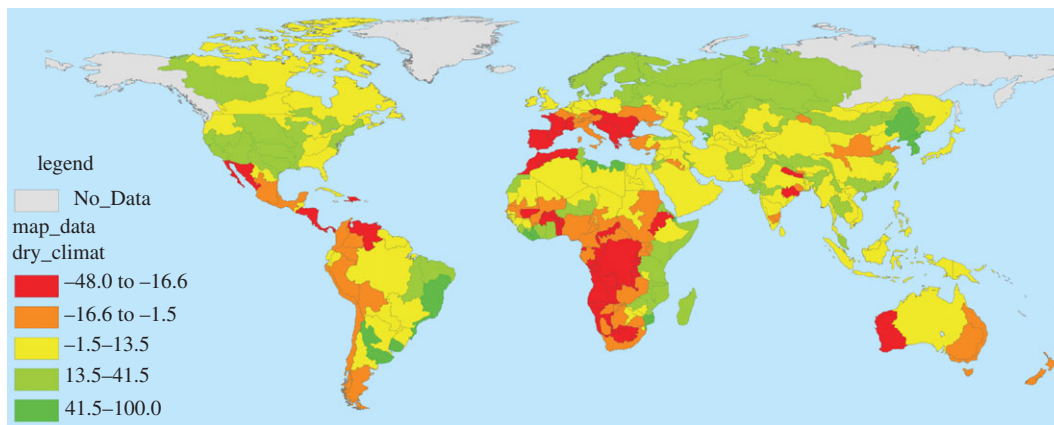 legend
No_Data
map_data
dry_climat
–48.0 to –16.6
–16.6 to –1.5
–1.5–13.5
13.5–41.5
41.5–100.0